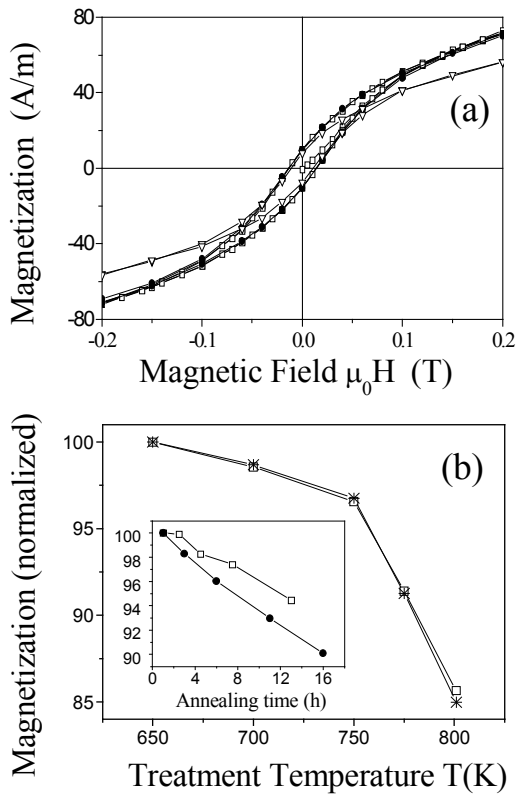 80
40
0
-40
-80
Magnetization (A/m)
(a)
-0.2 -0.1 0.0 0.1 0.2
Magnetic Field μ₀H (T)
100
95
90
85
Magnetization (normalized)
(b)
100
98
96
94
92
90
0 4 8 12 16
Annealing time (h)
650 700 750 800
Treatment Temperature T(K)